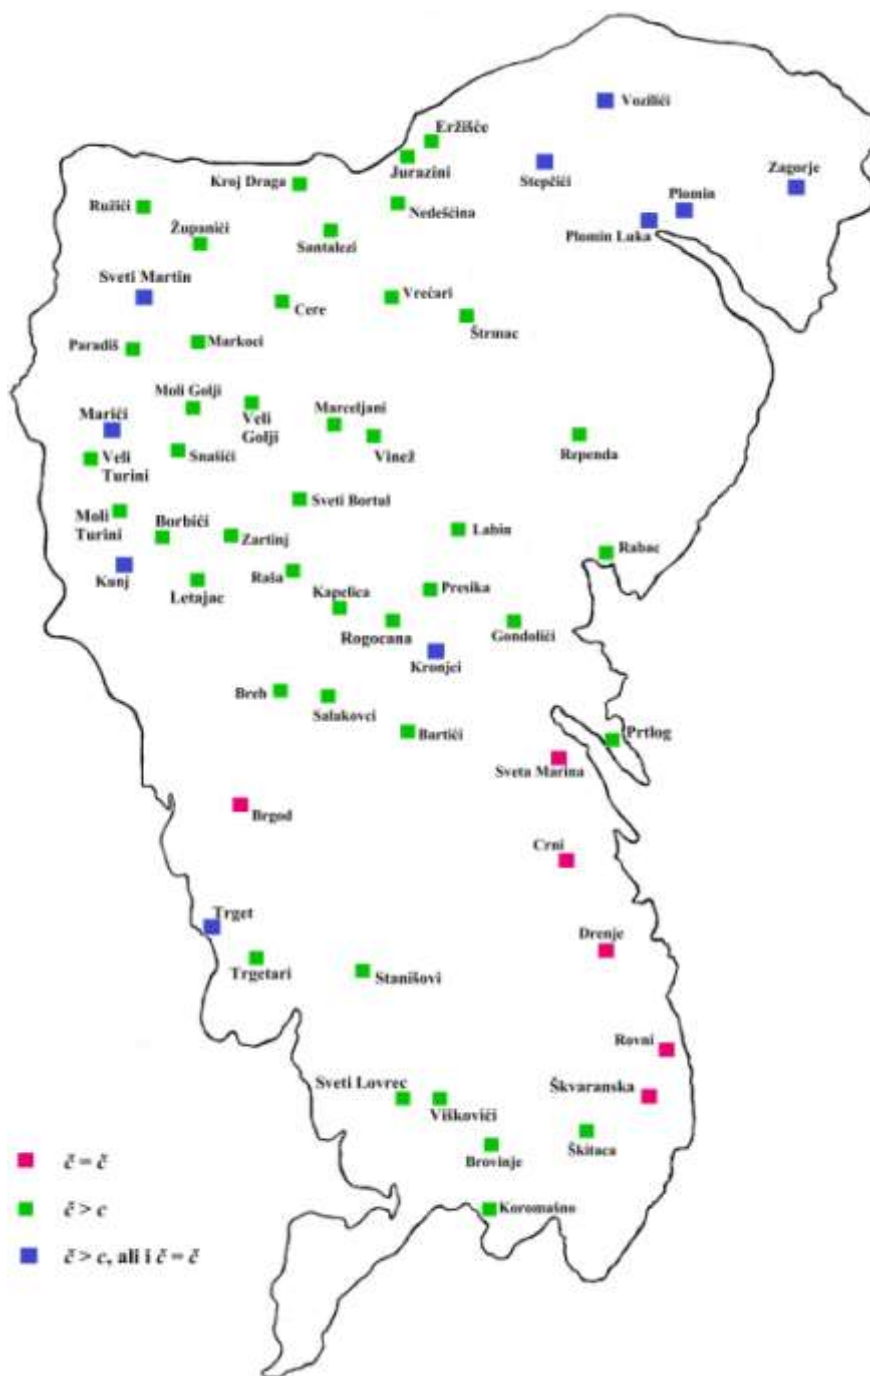 Vozilići
Eržišće
Jurazini
Stepčići
Zagorje
Kroj Draga
Plomin
Ružići
Nedešćina
Plomin Luka
Županići
Santalezi
Sveti Martin
Cere
Vrećari
Štrmac
Paradiš
Markoci
Moli Golji
Marići
Veli
Golji
Marceljani
Vinež
Snašići
Veli
Turini
Rependa
Sveti Bortul
Moli
Turini
Borbići
Zartinj
Labin
Rabac
Kunj
Letajac
Raša
Kapelica
Presika
Rogocana
Gondolići
Kronjci
Breh
Salakovci
Bartići
Prtlog
Sveta Marina
Brgod
Crni
Trget
Drenje
Trgetari
Stanišovi
Rovni
Sveti Lovrec
Viškovići
Škvaranska
Brovinje
Škitaca
Koromašno
č = č
č > c
č > c, ali i č = č